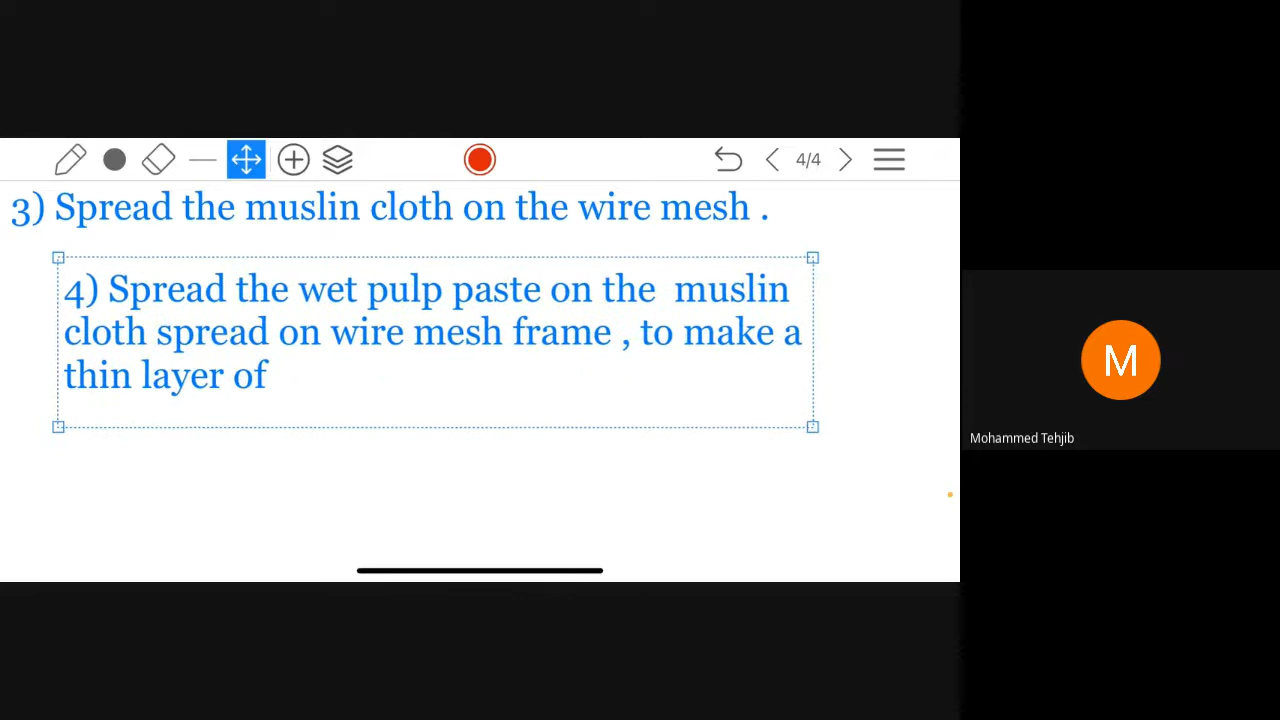 4/4
3) Spread the muslin cloth on the wire mesh .
4) Spread the wet pulp paste on the  muslin
cloth spread on wire mesh frame , to make a
thin layer of
M
Mohammed Tehjib